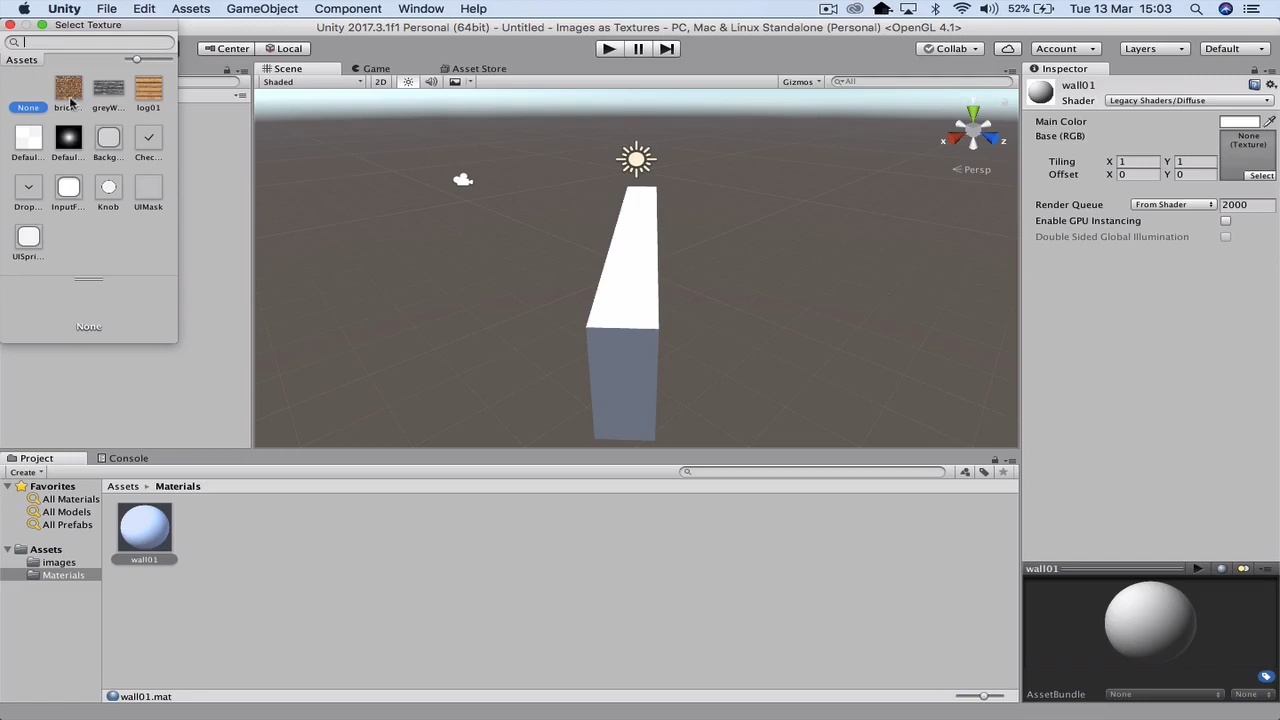 Unity File Edit Assets GameObject Component Window Help 52% Tue 13 Mar 15:03
Select Texture
Unity 2017.3.1f1 Personal (64bit) - Untitled - Images as Textures - PC, Mac & Linux Standalone (Personal) <OpenGL 4.1>
Center Local Collab Account Layers Default
Assets
None bric... greyW... log01
Defaul... Defaul... Backg... Chec...
Drop... InputF... Knob UIMask
UISpri...
None
Scene Game Asset Store
Shaded 2D Gizmos All
x z
Persp
Inspector
wall01
Shader Legacy Shaders/Diffuse
Main Color
Base (RGB) None
(Texture)
Tiling X 1 Y 1
Offset X 0 Y 0
Select
Render Queue From Shader 2000
Enable GPU Instancing
Double Sided Global Illumination
Project Console
Create
Favorites
All Materials
All Models
All Prefabs
Assets
images
Materials
Assets Materials
wall01
wall01.mat
wall01
AssetBundle None None